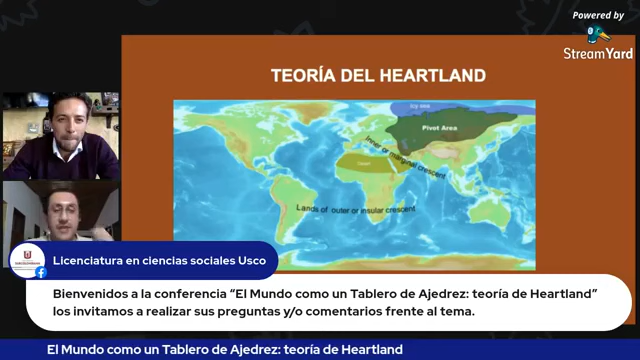 Powered by
StreamYard
TEORÍA DEL HEARTLAND
Icy sea
Pivot Area
Inner or marginal crescent
Lands of outer or insular crescent
Licenciatura en ciencias sociales Usco
Bienvenidos a la conferencia “El Mundo como un Tablero de Ajedrez: teoría de Heartland”
los invitamos a realizar sus preguntas y/o comentarios frente al tema.
El Mundo como un Tablero de Ajedrez: teoría de Heartland